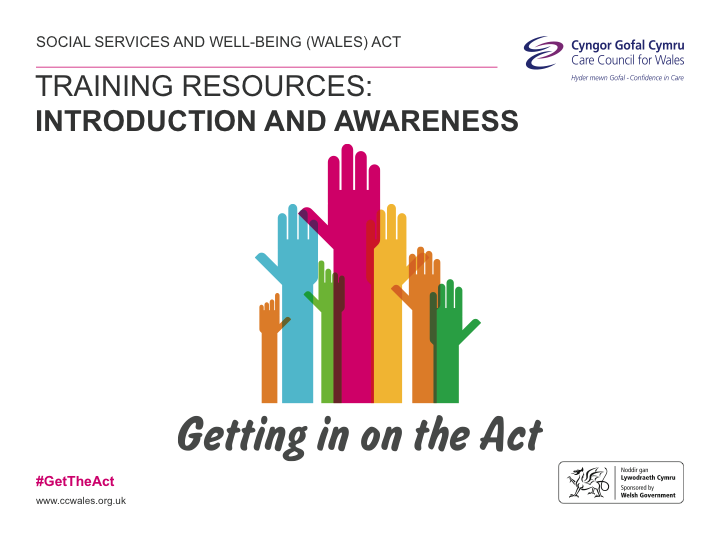 SOCIAL SERVICES AND WELL-BEING (WALES) ACT
Cyngor Gofal Cymru
Care Council for Wales
Hyder mewn Gofal - Confidence in Care
TRAINING RESOURCES:
INTRODUCTION AND AWARENESS
Getting in on the Act
#GetTheAct
www.ccwales.org.uk
Noddir gan
Lywodraeth Cymru
Sponsored by
Welsh Government